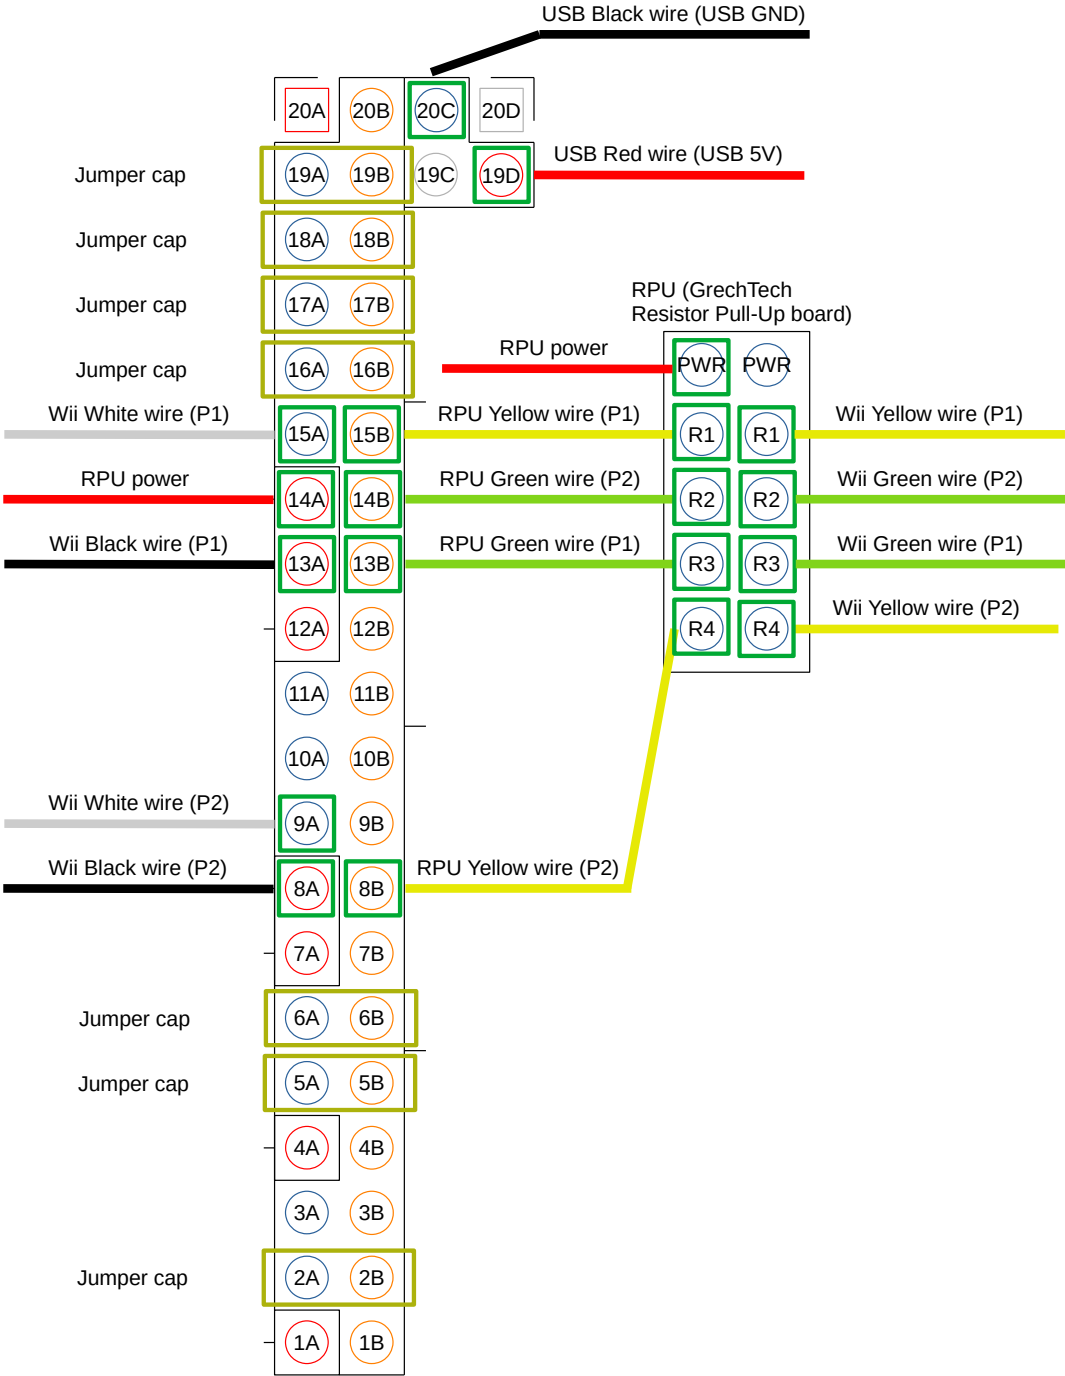 USB Black wire (USB GND)
20A 20B 20C 20D
USB Red wire (USB 5V)
Jumper cap 19A 19B 19C 19D
Jumper cap 18A 18B
RPU (GrechTech
Resistor Pull-Up board)
Jumper cap 17A 17B
RPU power
Jumper cap 16A 16B PWR PWR
Wii White wire (P1) RPU Yellow wire (P1) Wii Yellow wire (P1)
15A 15B R1 R1
RPU power RPU Green wire (P2) Wii Green wire (P2)
14A 14B R2 R2
Wii Black wire (P1) RPU Green wire (P1) Wii Green wire (P1)
13A 13B R3 R3
Wii Yellow wire (P2)
12A 12B R4 R4
11A 11B
10A 10B
Wii White wire (P2)
9A 9B
Wii Black wire (P2) RPU Yellow wire (P2)
8A 8B
7A 7B
Jumper cap 6A 6B
Jumper cap 5A 5B
4A 4B
3A 3B
Jumper cap 2A 2B
1A 1B